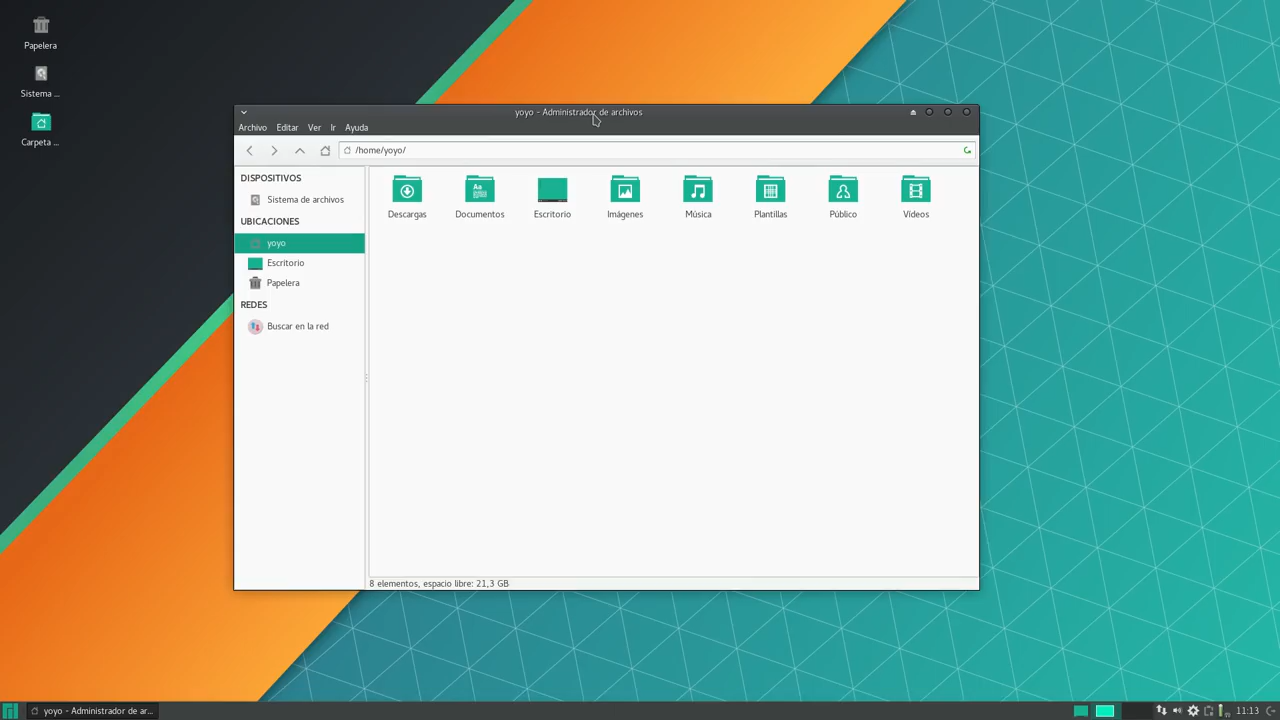 Papelera
Sistema ...
Carpeta ...
yoyo - Administrador de archivos
Archivo Editar Ver Ir Ayuda
/home/yoyo/
DISPOSITIVOS
Sistema de archivos
UBICACIONES
yoyo
Escritorio
Papelera
REDES
Buscar en la red
Descargas Documentos Escritorio Imágenes Música Plantillas Público Vídeos
8 elementos, espacio libre: 21,3 GB
yoyo - Administrador de ar...
11:13